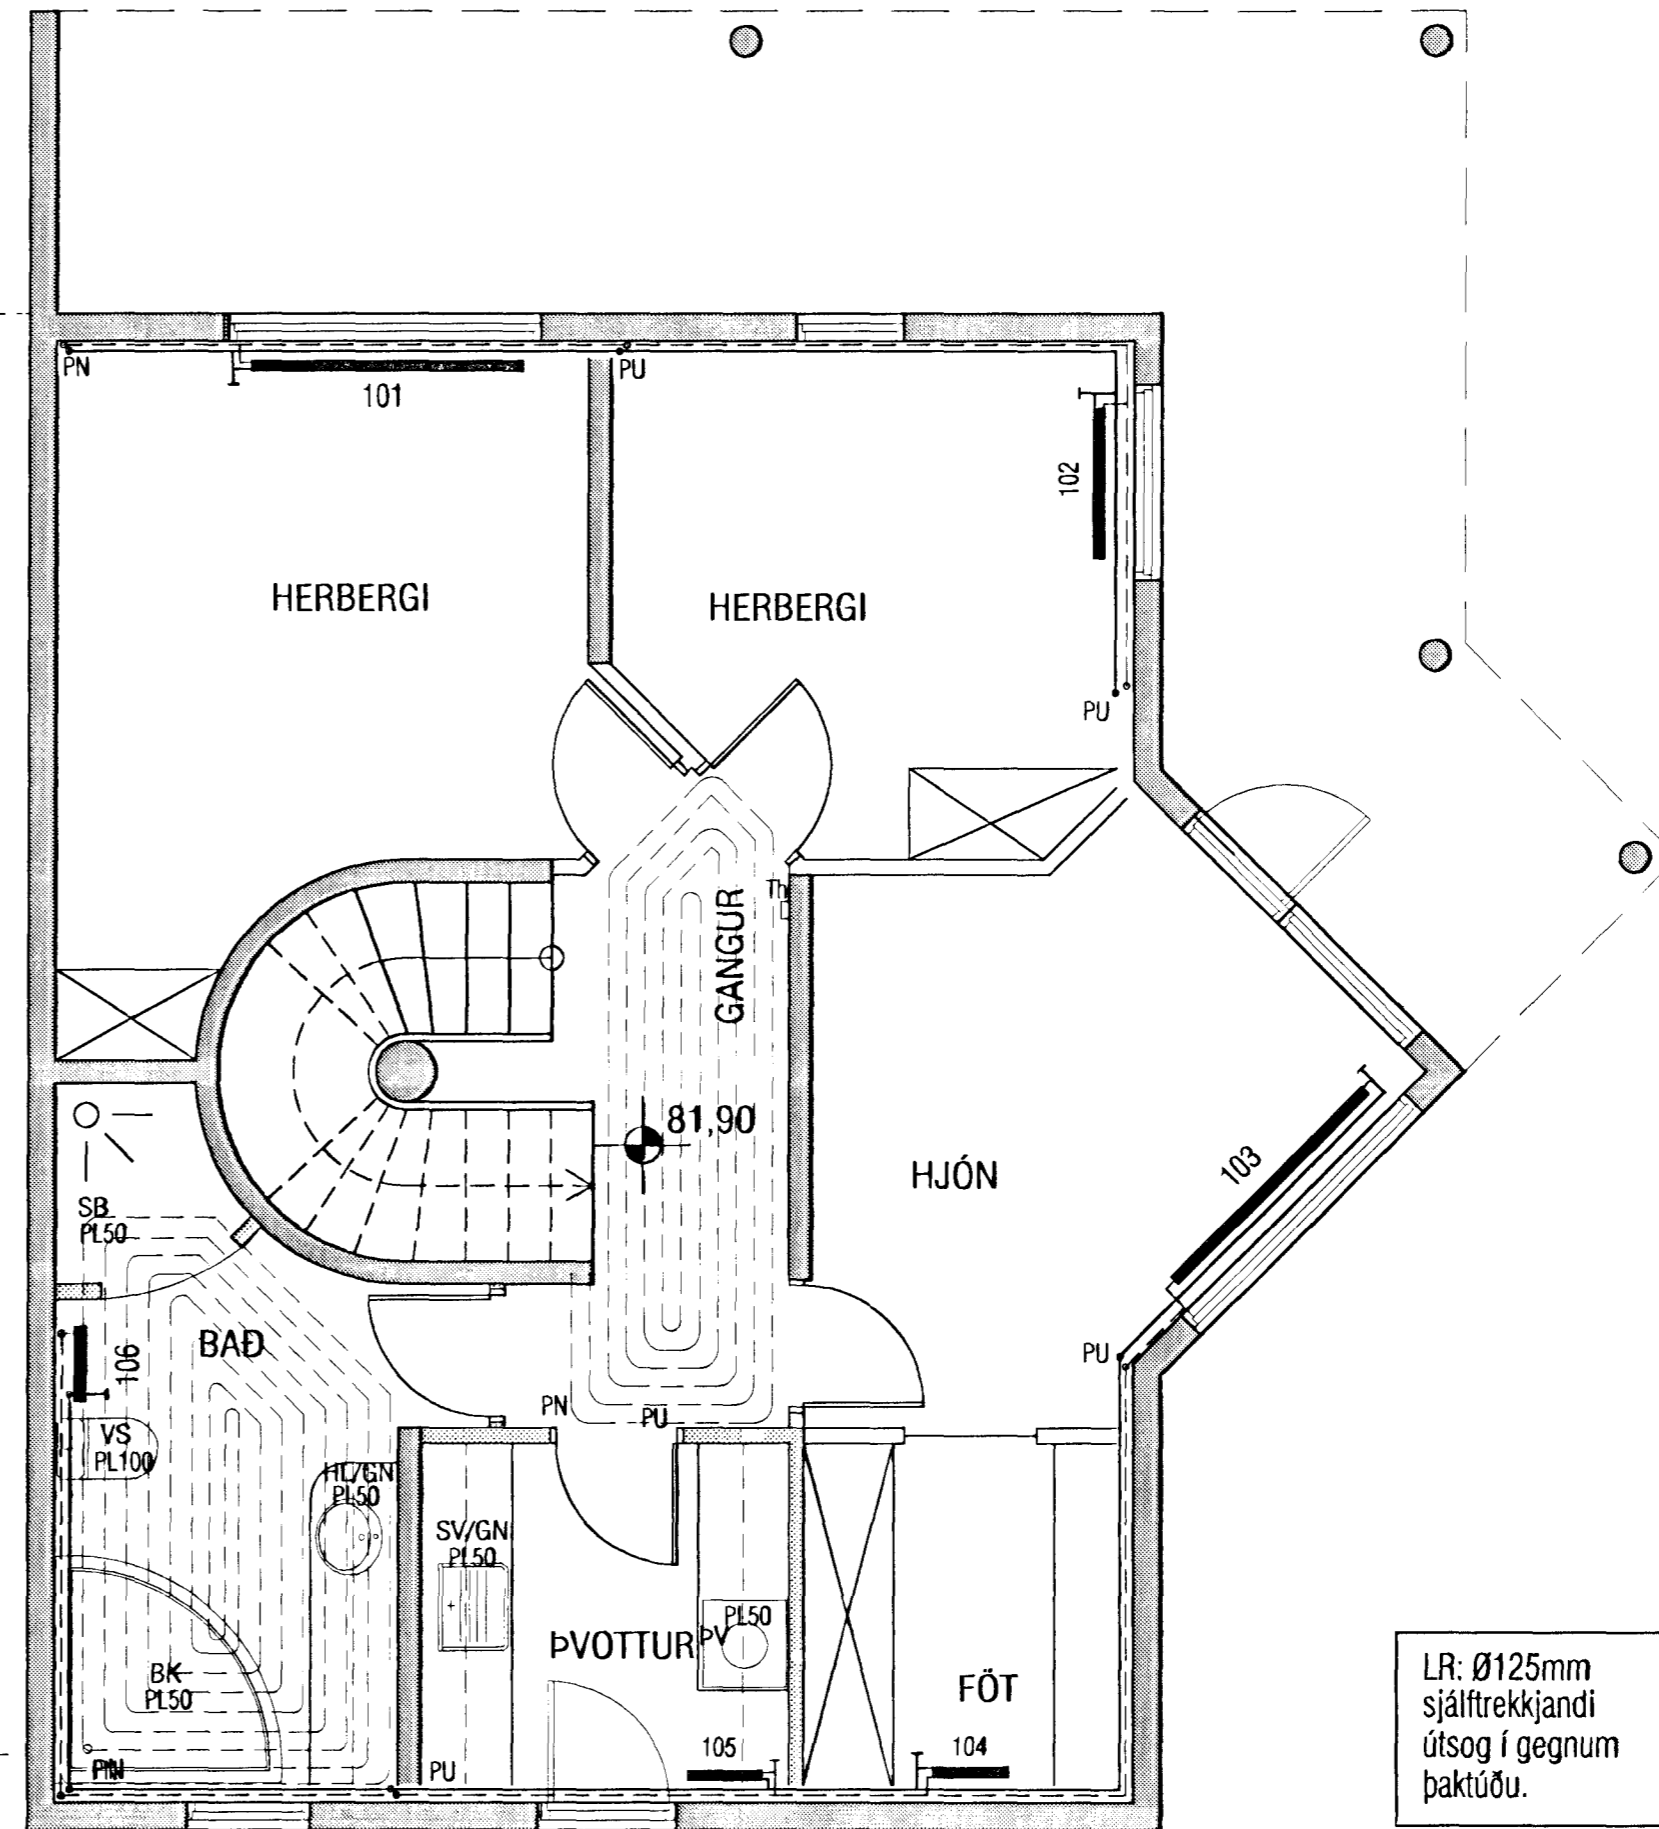 PN
101
PU
102
HERBERGI
HERBERGI
PU
Th
GANGUR
81,90
HJÓN
103
SB
PL50
BAÐ
106
PU
PN
PU
VS
PL100
HL/GN
PL50
SV/GN
PL50
PL50
ÞV
ÞVOTTUR
BK
PL50
FÖT
PU
105
104
LR: Ø125mm
sjálftrekkjandi
útsog í gegnum
þaktúðu.